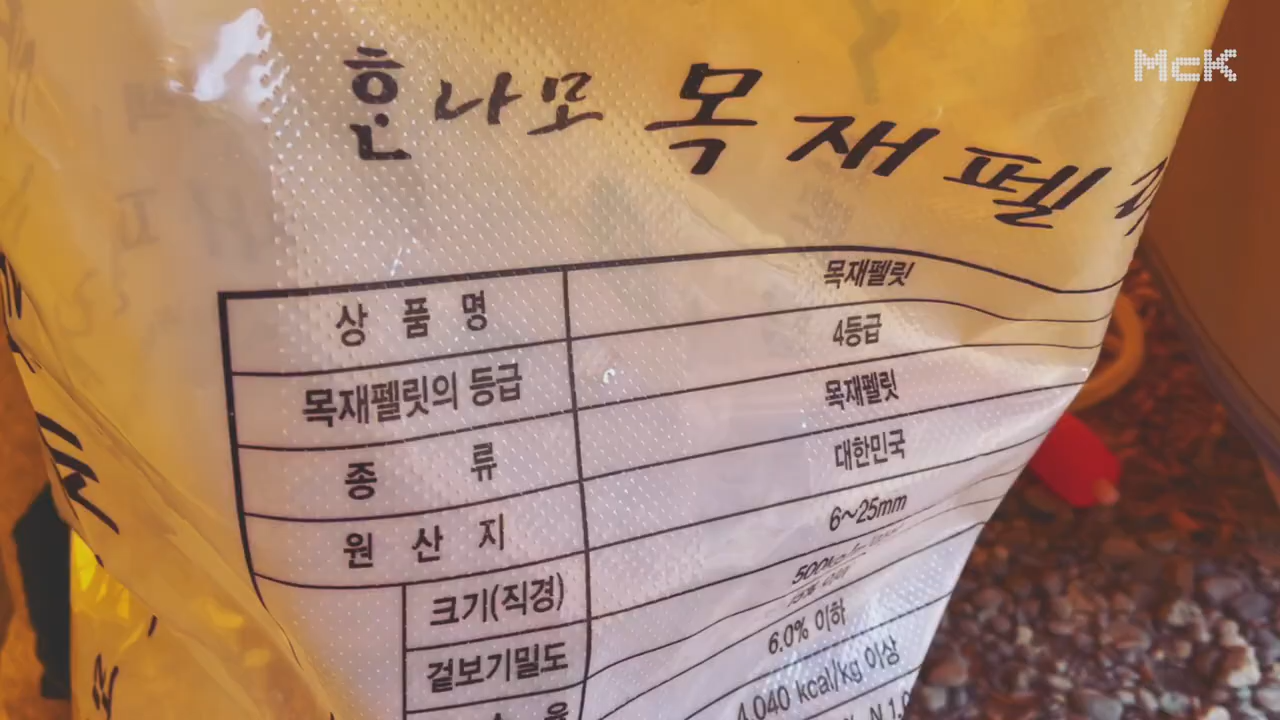 McK
흔나모 목재펠
상품명 목재펠릿
목재펠릿의 등급 4등급
종류 목재펠릿
원산지 대한민국
크기(직경) 6~25mm
겉보기밀도
6.0% 이하
4,040 kcal/kg 이상